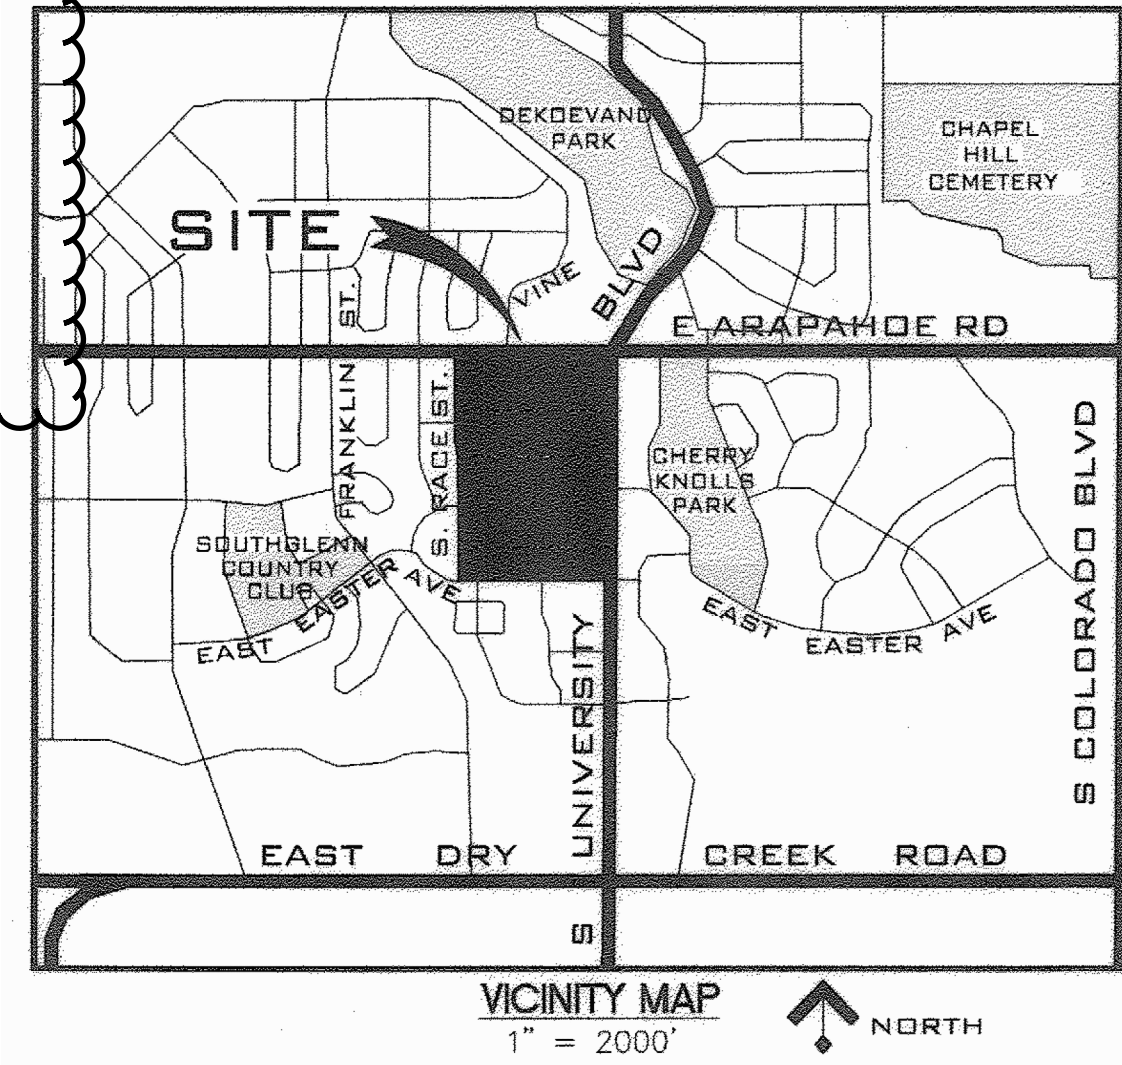 DEKOEVAND
PARK
CHAPEL
HILL
CEMETERY
SITE
VINE
BLVD
ST.
E ARAPAHOE RD
FRANKLIN
S. RACE ST.
CHERRY
KNOLLS
PARK
S COLORADO BLVD
SOUTHGLENN
COUNTRY
CLUB
EAST EASTER AVE
EAST EASTER AVE
S UNIVERSITY
EAST DRY CREEK ROAD
VICINITY MAP
1" = 2000'
NORTH